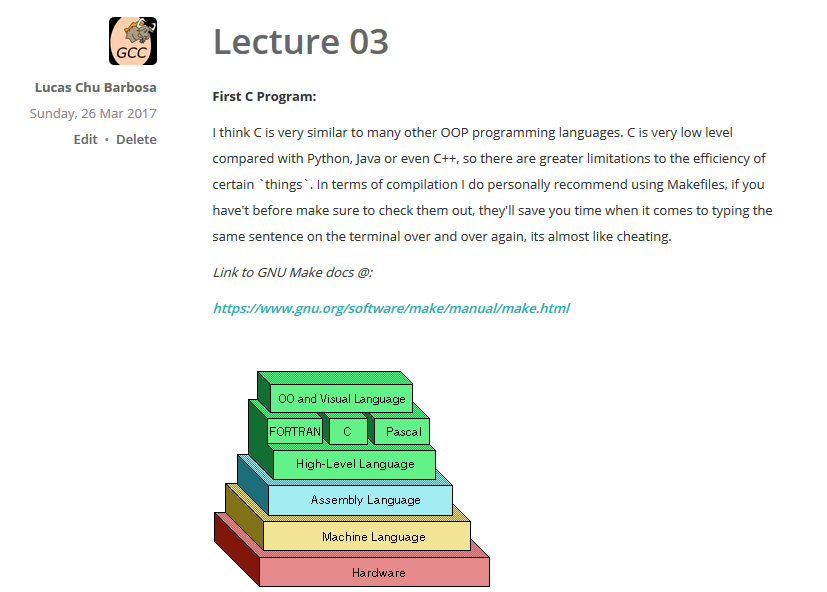 GCC
Lucas Chu Barbosa
Sunday, 26 Mar 2017
Edit • Delete
Lecture 03
First C Program:
I think C is very similar to many other OOP programming languages. C is very low level
compared with Python, Java or even C++, so there are greater limitations to the efficiency of
certain `things`. In terms of compilation I do personally recommend using Makefiles, if you
have't before make sure to check them out, they'll save you time when it comes to typing the
same sentence on the terminal over and over again, its almost like cheating.
Link to GNU Make docs @:
https://www.gnu.org/software/make/manual/make.html
OO and Visual Language
FORTRAN C Pascal
High-Level Language
Assembly Language
Machine Language
Hardware